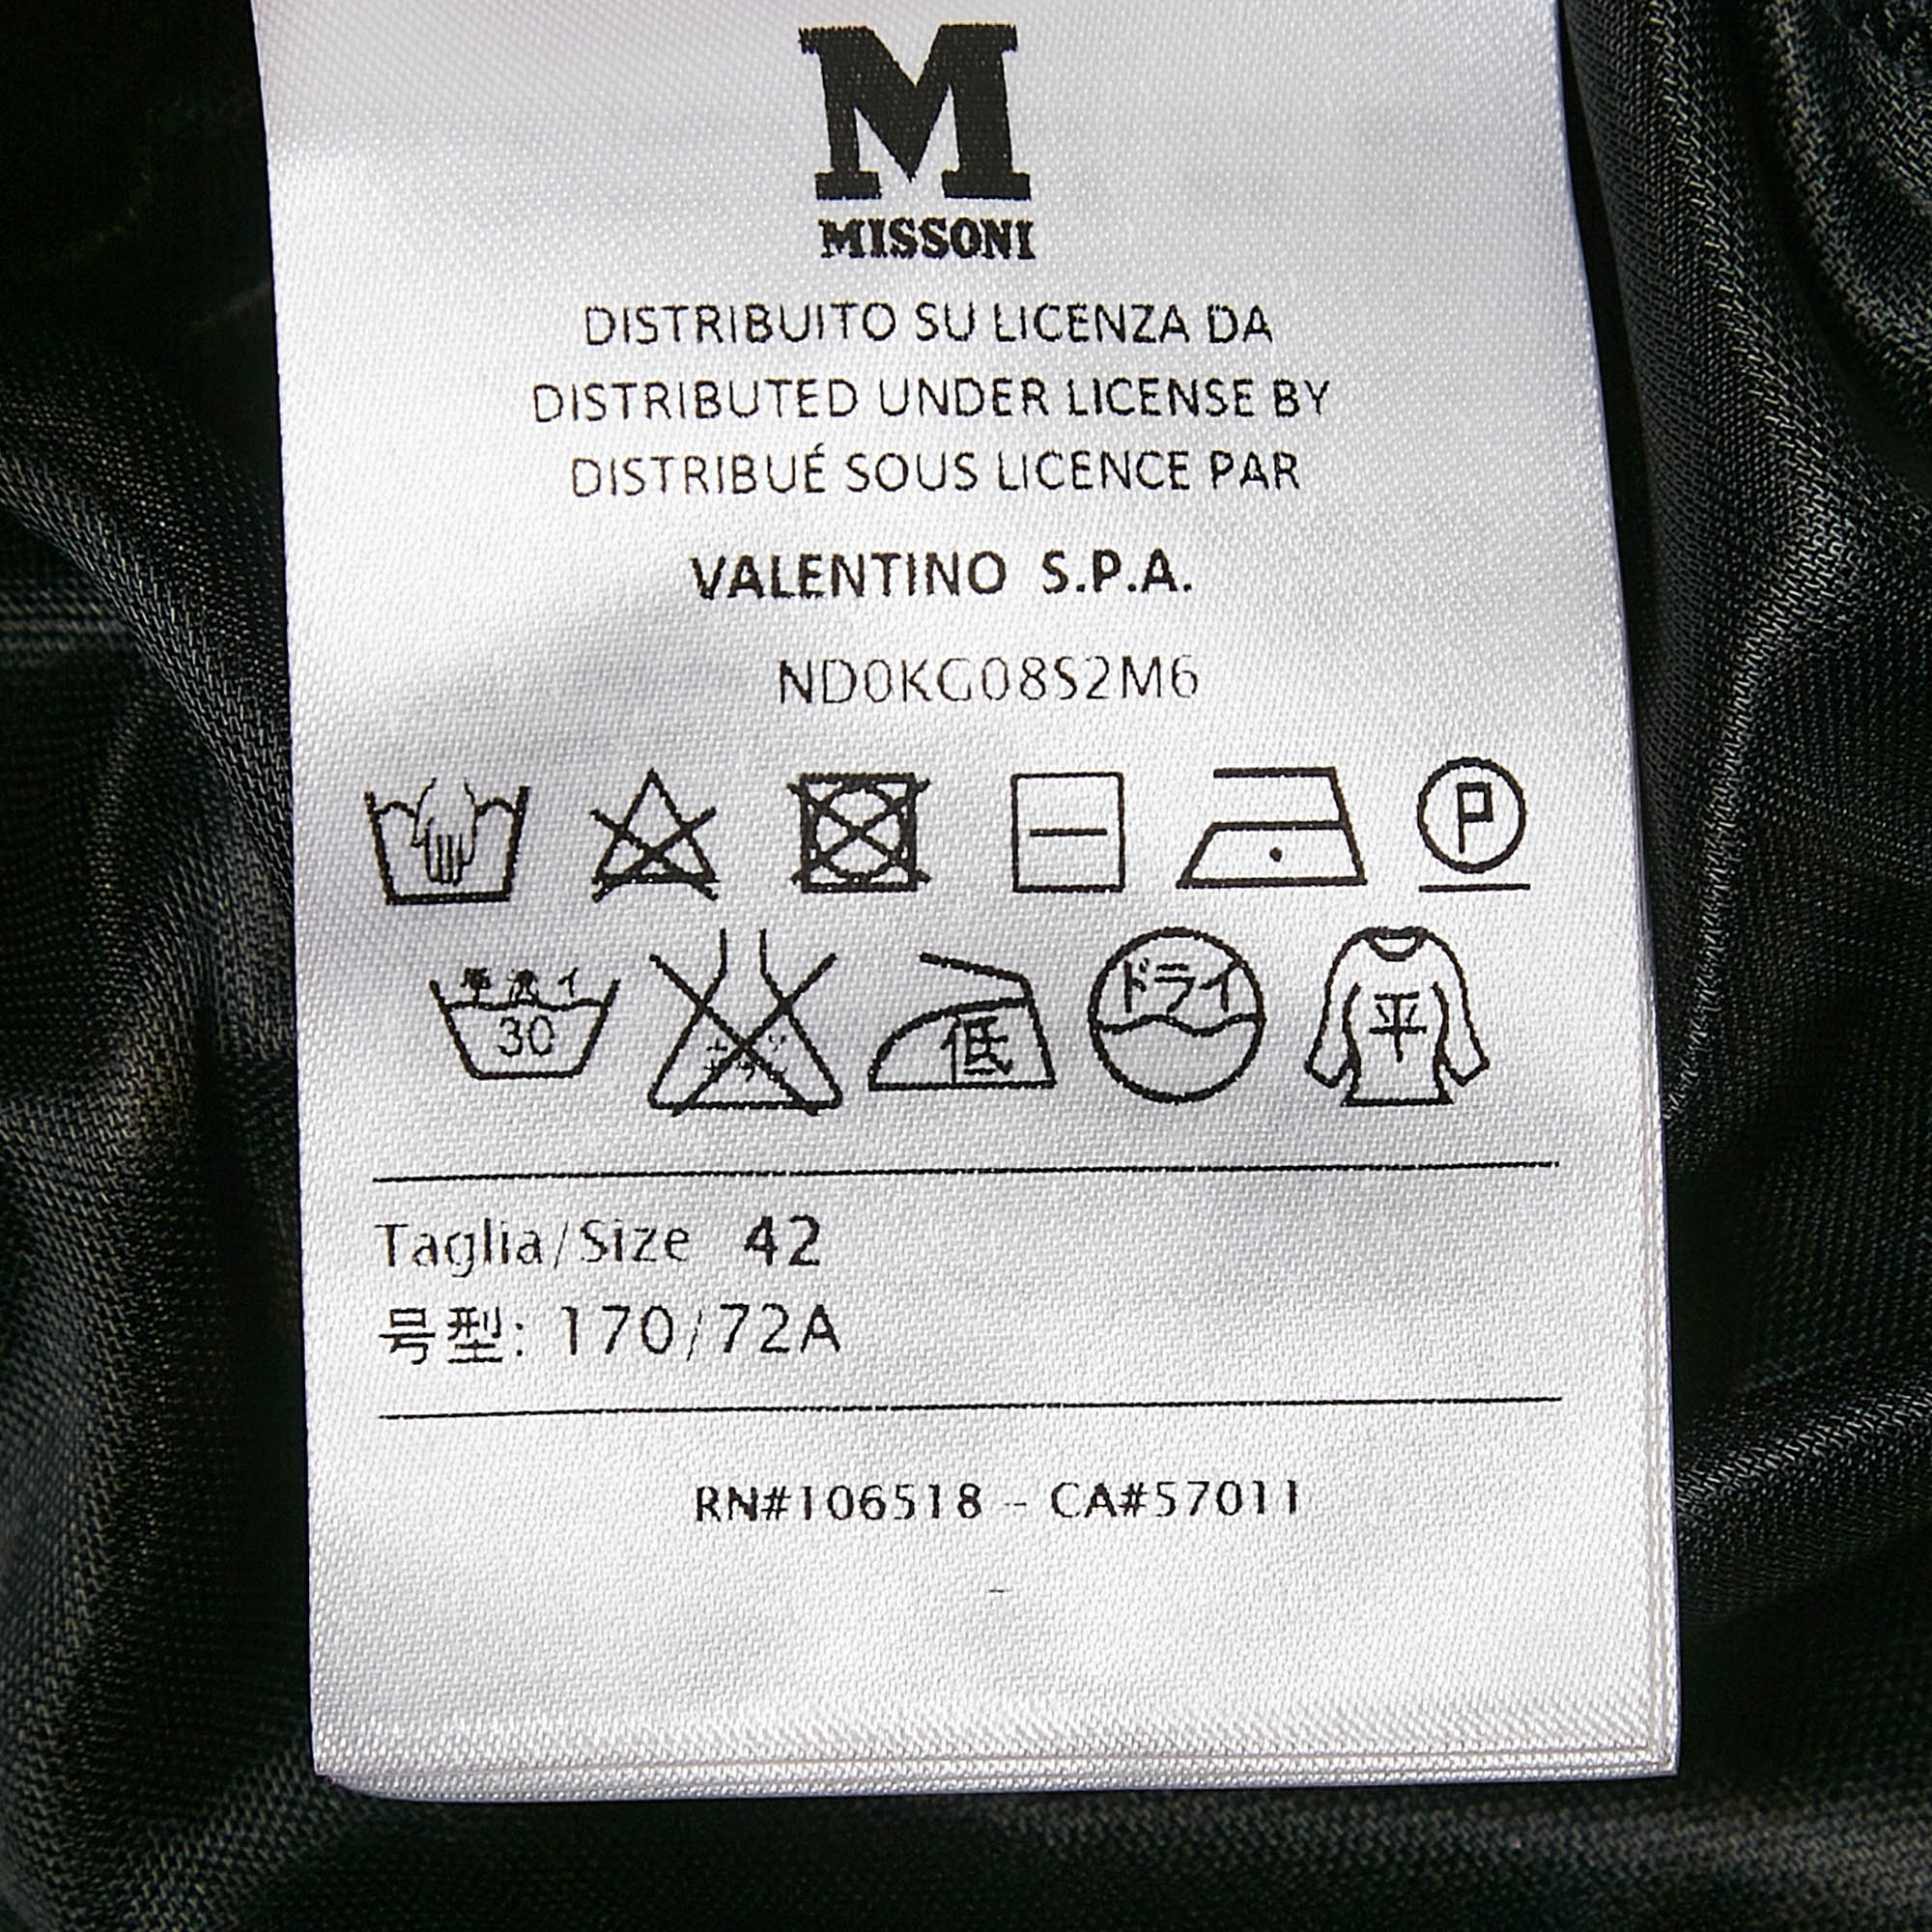 M
MISSONI
DISTRIBUITO SU LICENZA DA
DISTRIBUTED UNDER LICENSE BY
DISTRIBUÉ SOUS LICENCE PAR
VALENTINO S.P.A.
ND0KG08S2M6
P
30
低
ドライ
平
Taglia/Size 42
号型: 170/72A
RN#106518 - CA#57011
-